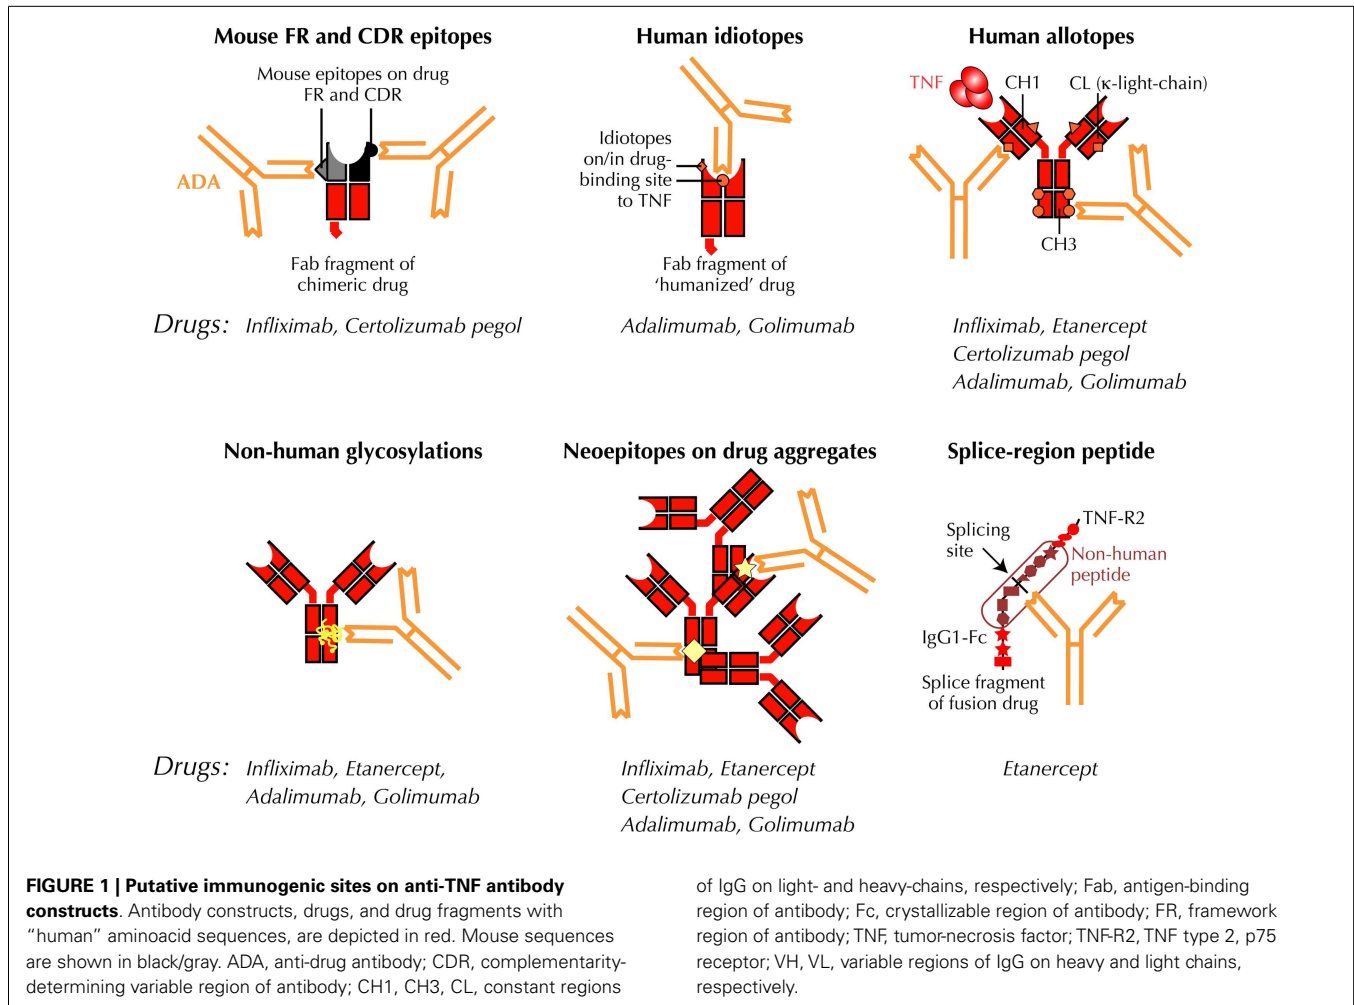 Mouse FR and CDR epitopes
Mouse epitopes on drug
FR and CDR
ADA
Fab fragment of
chimeric drug
Human idiotopes
Idiotopes
on/in drug-
binding site
to TNF
Fab fragment of
‘humanized’ drug
Human allotopes
TNF
CH1
CL (κ-light-chain)
CH3
Drugs:
Infliximab, Certolizumab pegol
Adalimumab, Golimumab
Infliximab, Etanercept
Certolizumab pegol
Adalimumab, Golimumab
Non-human glycosylations
Neoepitopes on drug aggregates
Splice-region peptide
TNF-R2
Splicing
site
Non-human
peptide
IgG1-Fc
Splice fragment
of fusion drug
Drugs:
Infliximab, Etanercept,
Adalimumab, Golimumab
Infliximab, Etanercept
Certolizumab pegol
Adalimumab, Golimumab
Etanercept
FIGURE 1 | Putative immunogenic sites on anti-TNF antibody
constructs. Antibody constructs, drugs, and drug fragments with
“human” aminoacid sequences, are depicted in red. Mouse sequences
are shown in black/gray. ADA, anti-drug antibody; CDR, complementarity-
determining variable region of antibody; CH1, CH3, CL, constant regions
of IgG on light- and heavy-chains, respectively; Fab, antigen-binding
region of antibody; Fc, crystallizable region of antibody; FR, framework
region of antibody; TNF, tumor-necrosis factor; TNF-R2, TNF type 2, p75
receptor; VH, VL, variable regions of IgG on heavy and light chains,
respectively.